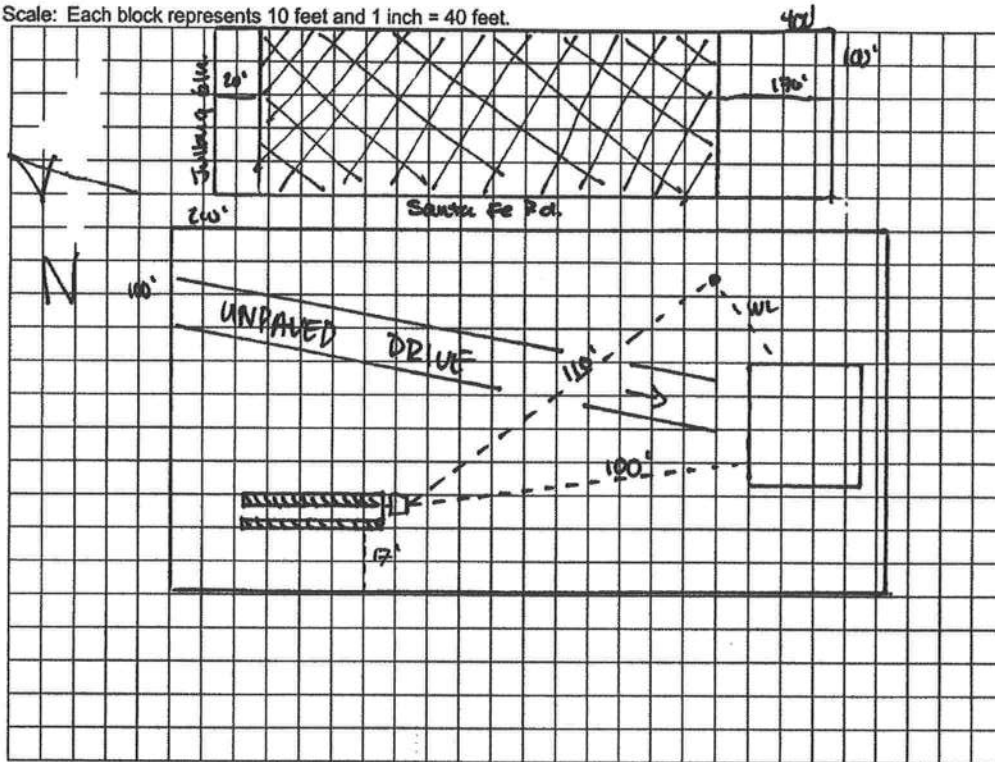 Scale: Each block represents 10 feet and 1 inch = 40 feet.
400'
100'
20'
170'
Santa Fe Rd.
200'
N
100'
UNPAVED DRIVE
110'
WL
100'
17'